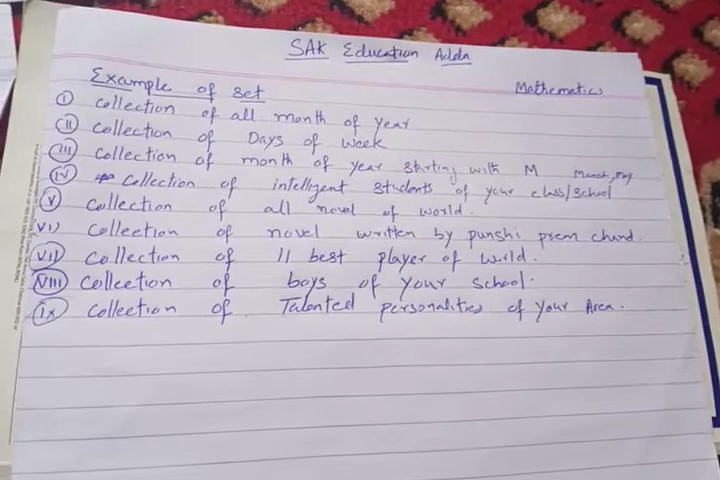 SAK Education Adda
Example of set
Mathematics
(i) collection of all month of year
(ii) collection of Days of week
(iii) collection of month of year starting with M March, May
(iv) Collection of intelligent students of your class/school
(v) collection of all novel of world.
(vi) collection of novel written by punshi prem chand.
(vii) collection of 11 best player of world.
(viii) collection of boys of your school.
(ix) collection of Talented personalities of your Area.